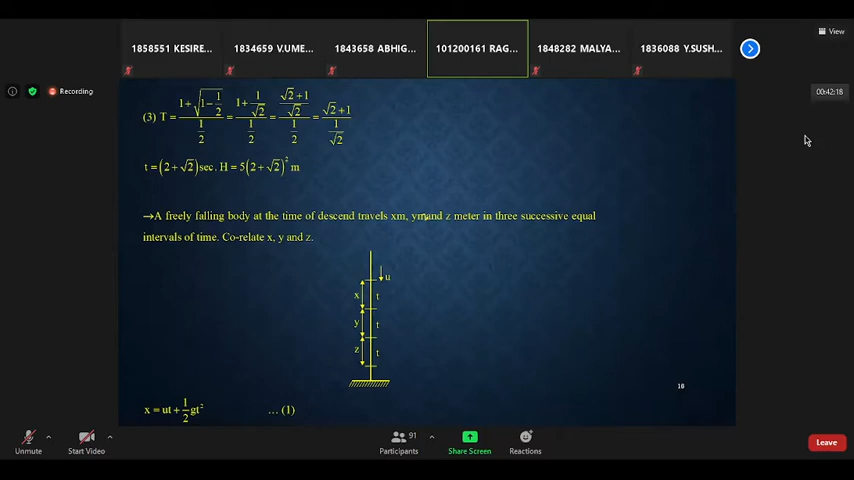 View
1858551 KESIRE...
1834659 V.UME...
1843658 ABHIG...
101200161 RAG...
1848282 MALYA...
1836088 Y.SUSH...
Recording
00:42:18
(3) T = (1+√(1−1/2))/(1/2) = (1+1/√2)/(1/2) = ((√2+1)/√2)/(1/2) = (√2+1)/(1/√2)
t = (2+√2) sec. H = 5(2+√2)² m
→A freely falling body at the time of descend travels xm, ym and z meter in three successive equal
intervals of time. Co-relate x, y and z.
u
x t
y t
z t
10
x = ut + 1/2 gt² ... (1)
91
Unmute
Start Video
Participants
Share Screen
Reactions
Leave